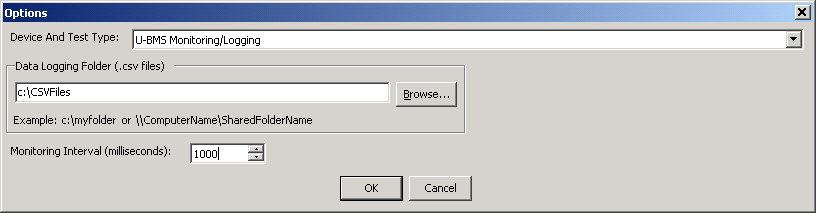 Options
Device And Test Type: U-BMS Monitoring/Logging
Data Logging Folder (.csv files)
c:\CSVFiles Browse...
Example: c:\myfolder or \\ComputerName\SharedFolderName
Monitoring Interval (milliseconds): 1000
OK Cancel